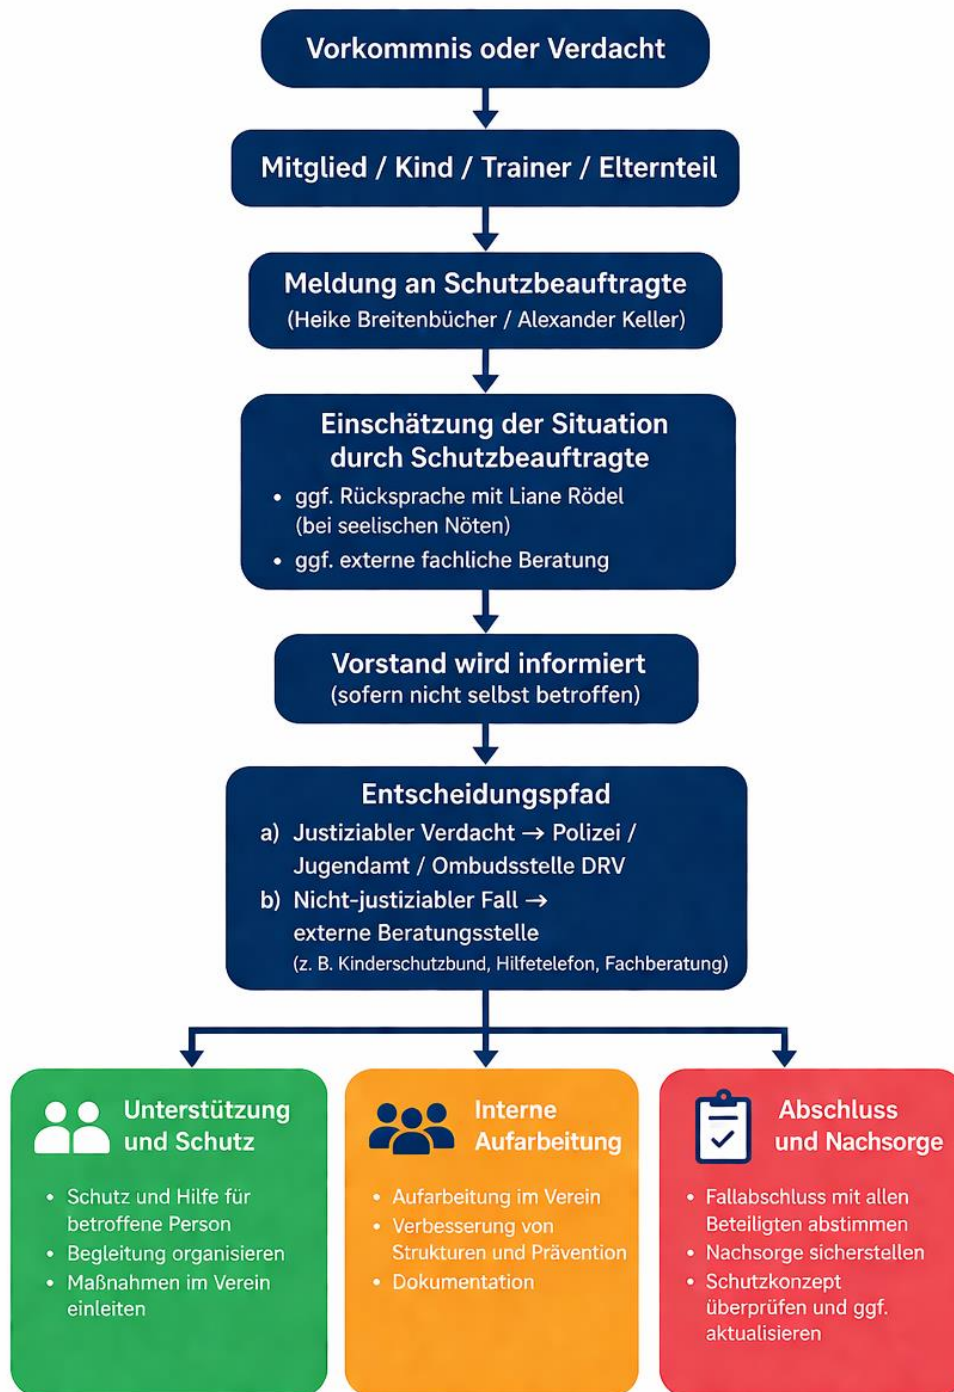 Vorkommnis oder Verdacht
Mitglied / Kind / Trainer / Elternteil
Meldung an Schutzbeauftragte
(Heike Breitenbücher / Alexander Keller)
Einschätzung der Situation
durch Schutzbeauftragte
• ggf. Rücksprache mit Liane Rödel
(bei seelischen Nöten)
• ggf. externe fachliche Beratung
Vorstand wird informiert
(sofern nicht selbst betroffen)
Entscheidungspfad
a) Justiziabler Verdacht → Polizei /
Jugendamt / Ombudsstelle DRV
b) Nicht-justiziabler Fall →
externe Beratungsstelle
(z. B. Kinderschutzbund, Hilfetelefon, Fachberatung)
Unterstützung
und Schutz
• Schutz und Hilfe für
betroffene Person
• Begleitung organisieren
• Maßnahmen im Verein
einleiten
Interne
Aufarbeitung
• Aufarbeitung im Verein
• Verbesserung von
Strukturen und Prävention
• Dokumentation
Abschluss
und Nachsorge
• Fallabschluss mit allen
Beteiligten abstimmen
• Nachsorge sicherstellen
• Schutzkonzept
überprüfen und ggf.
aktualisieren